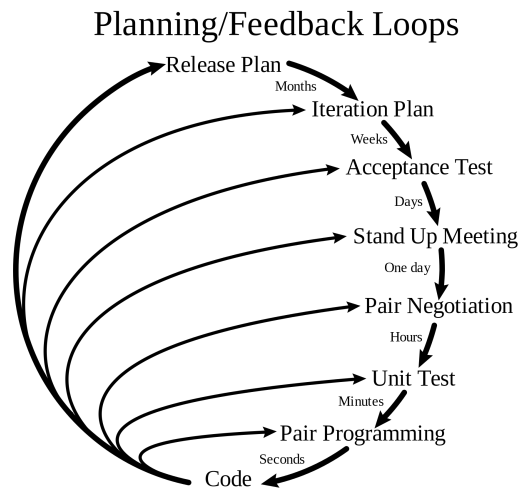 Planning/Feedback Loops
Release Plan
Months
Iteration Plan
Weeks
Acceptance Test
Days
Stand Up Meeting
One day
Pair Negotiation
Hours
Unit Test
Minutes
Pair Programming
Seconds
Code